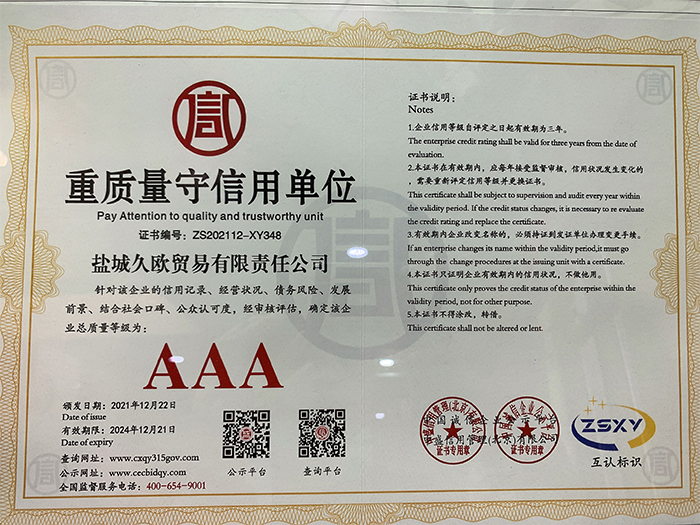 重质量守信用单位
Pay Attention to quality and trustworthy unit
证书编号：ZS202112-XY348
盐城久欧贸易有限责任公司
针对该企业的信用记录、经营状况、债务风险、发展
前景、结合社会口碑、公众认可度，经审核评估，确定该企
业总质量等级为：
AAA
颁发日期：2021年12月22日
Date of issue
有效期限：2024年12月21日
Date of expiry
查询网址：www.czxy315gov.com
公示网址：www.cecbidqy.com
全国监督服务电话：400-654-9001
公示平台
查询平台
证书说明：
Notes
1.企业信用等级自评定之日起有效期为三年。
The enterprise credit rating shall be valid for three years from the date of
evaluation.
2.本证书在有效期内，应每年接受监督审核，信用状况发生变化的
，需要重新评定信用等级并更换证书。
This certificate shall be subject to supervision and audit every year within
the validity period. If the credit status changes, it is necessary to re evaluate
the credit rating and replace the certificate.
3.有效期内企业改变名称的，必须持证到发证单位办理变更手续。
If an enterprise changes its name within the validity period,it must go
through the change procedures at the issuing unit with a certificate.
4.本证书只证明企业有效期内的信用状况，不做他用。
This certificate only proves the credit status of the enterprise within the
validity period, not for other purpose.
5.本证书不得涂改，转借。
This certificate shall not be altered or lent.
证书专用章
证书专用章
ZSXY
互认标识